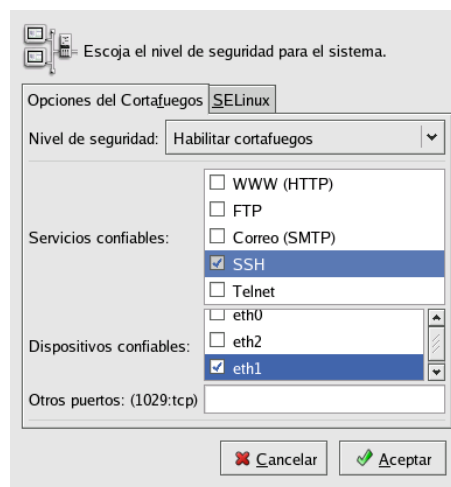 Escoja el nivel de seguridad para el sistema.
Opciones del Cortafuegos SELinux
Nivel de seguridad: Habilitar cortafuegos
Servicios confiables:
WWW (HTTP)
FTP
Correo (SMTP)
SSH
Telnet
Dispositivos confiables:
eth0
eth2
eth1
Otros puertos: (1029:tcp)
Cancelar Aceptar